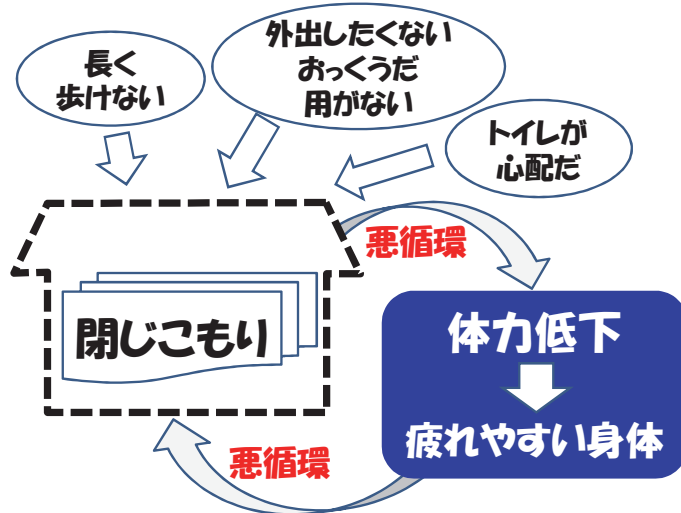 長く
歩けない
外出したくない
おっくうだ
用がない
トイレが
心配だ
悪循環
閉じこもり
体力低下
疲れやすい身体
悪循環